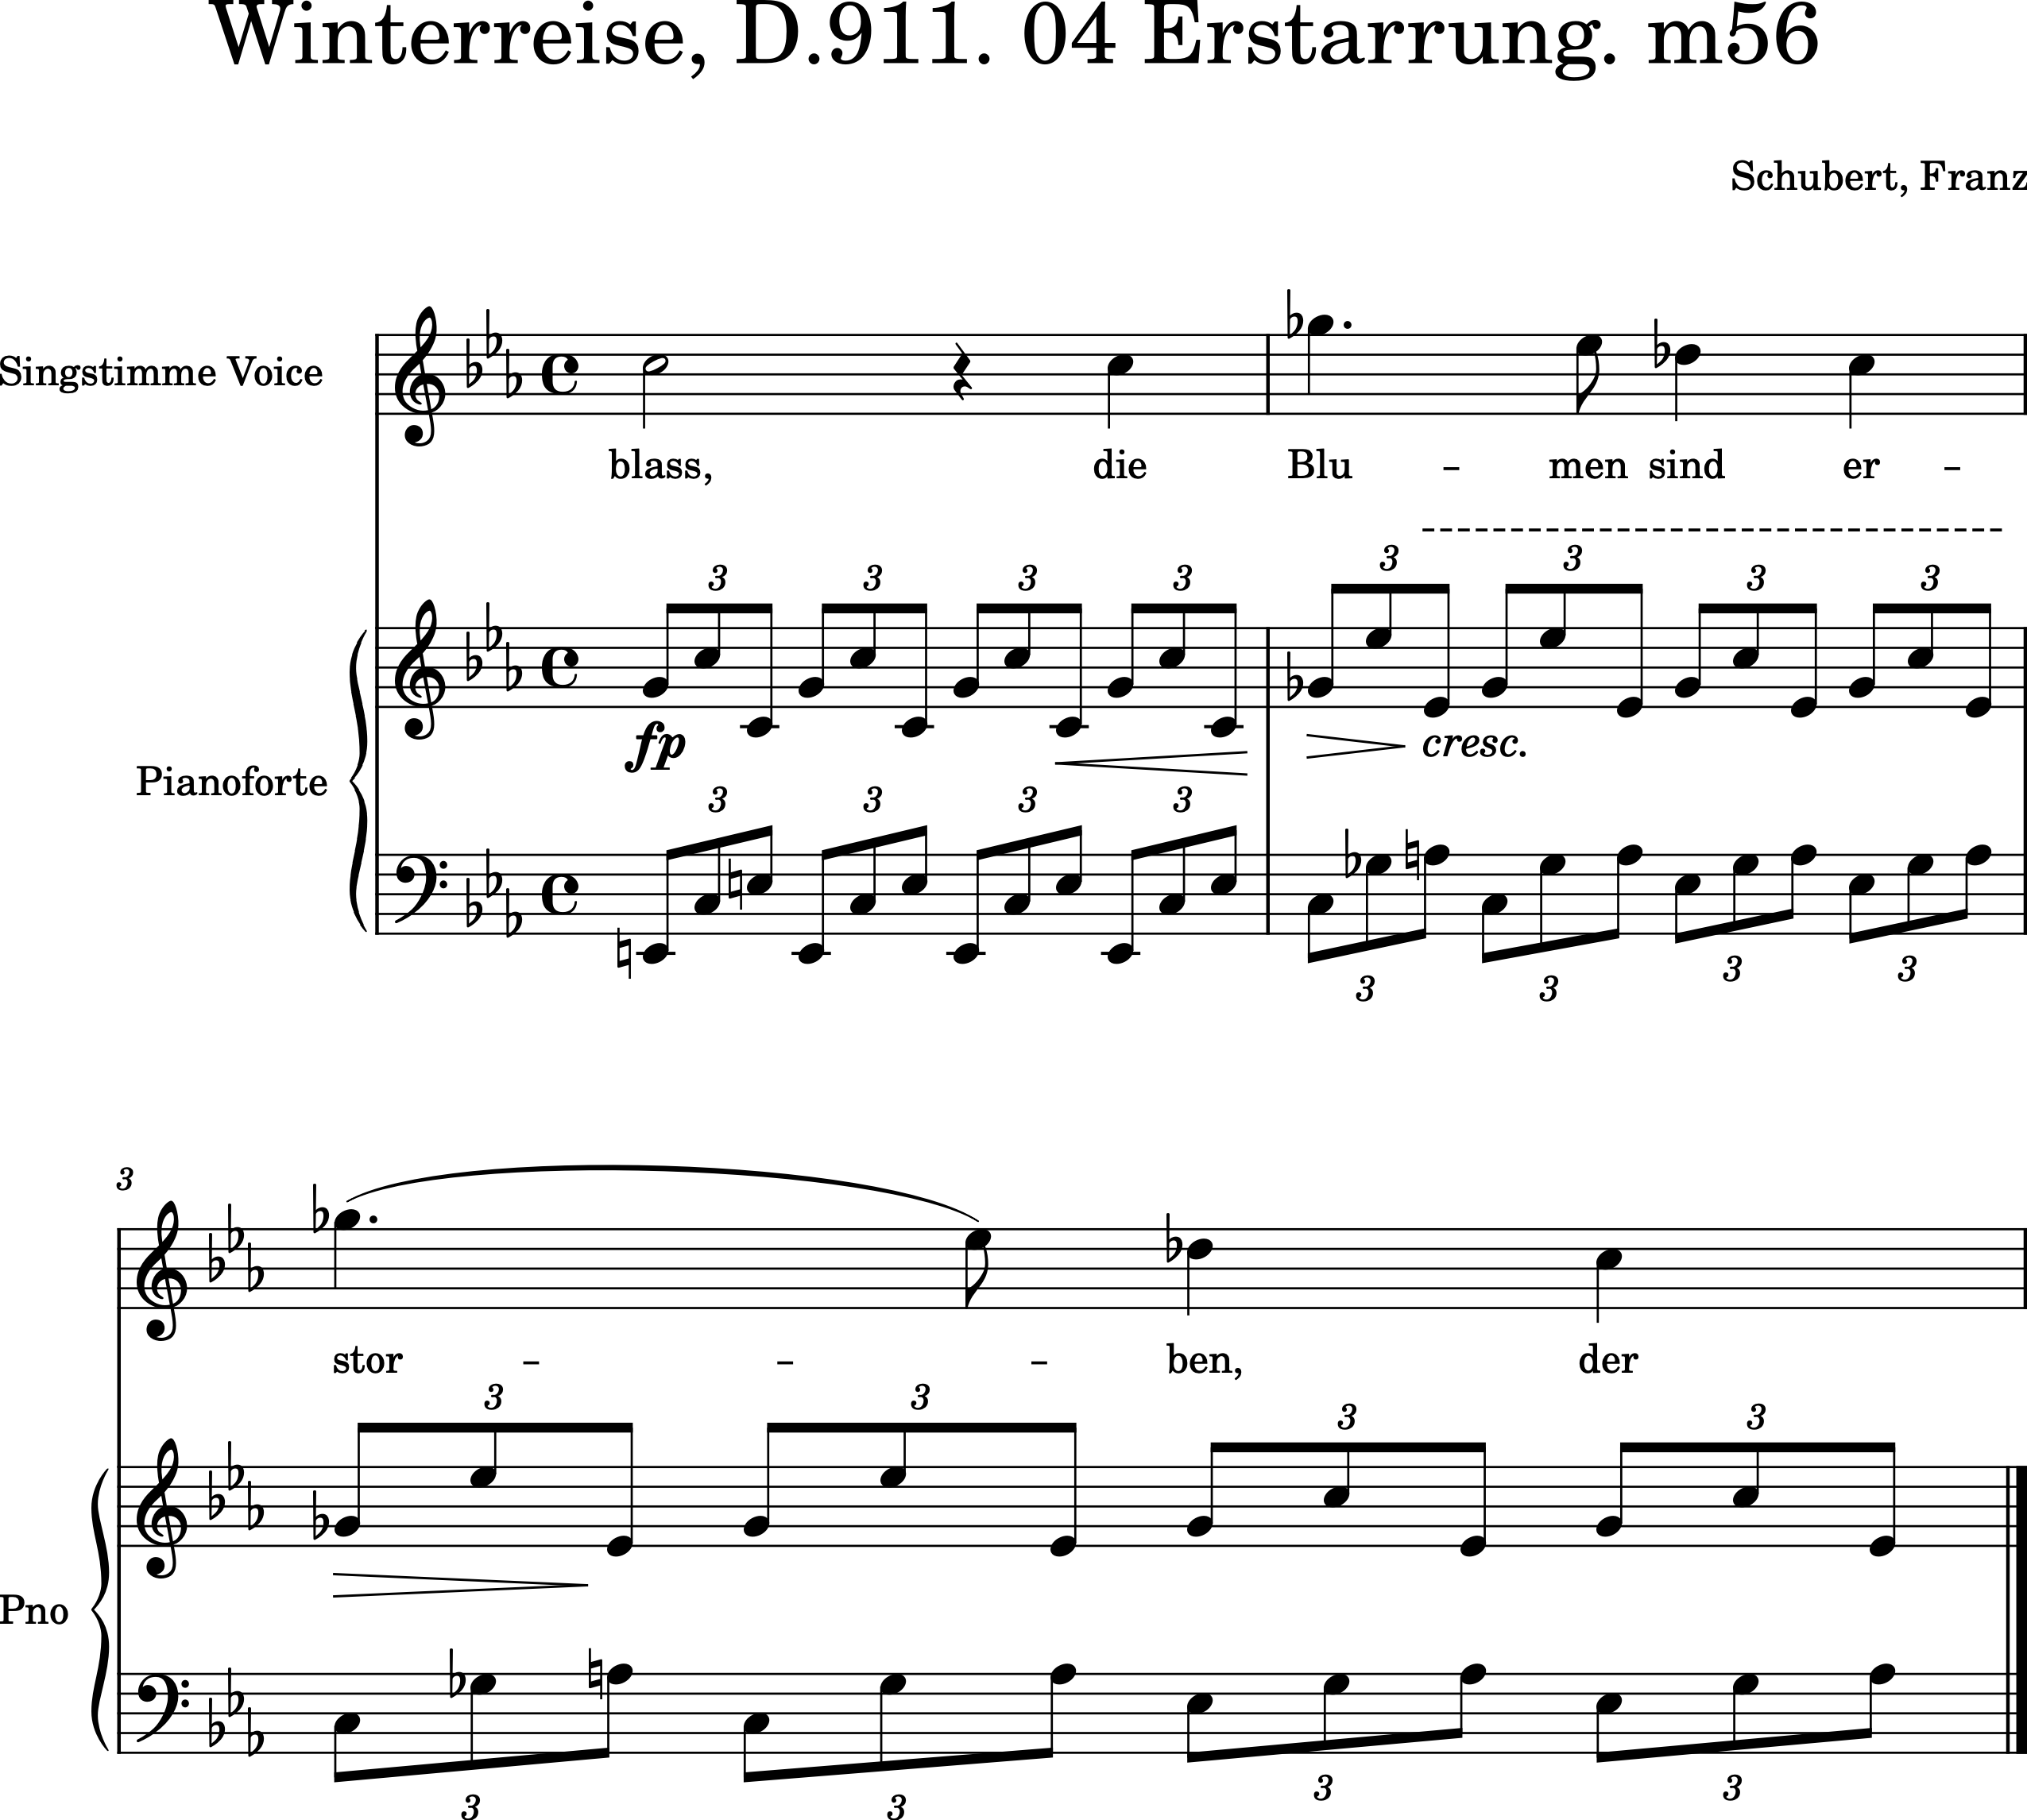 Winterreise, D.911. 04 Erstarrung. m56
Schubert, Franz
Singstimme Voice
blass, die Blu - men sind er -
3 3 3 3 3 3 3 3
fp cresc.
Pianoforte
3 3 3 3
3 3 3 3
3
stor - - - ben, der
3 3 3 3
Pno
3 3 3 3